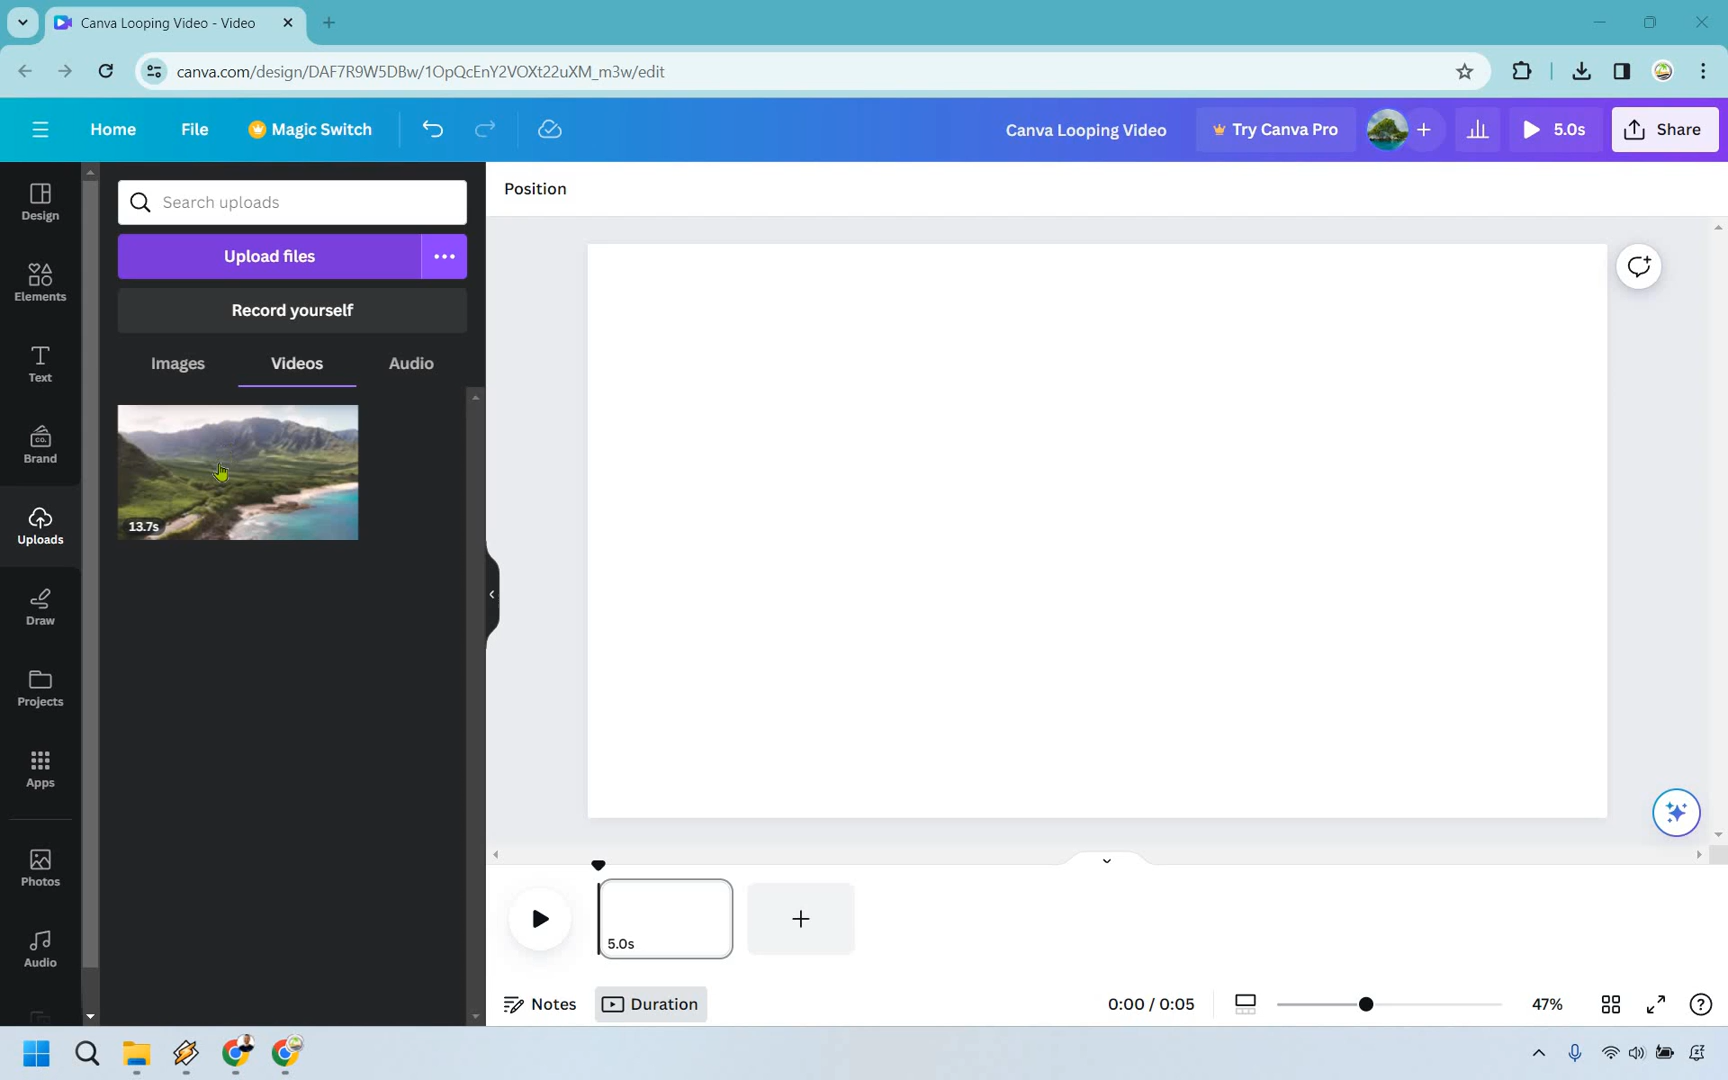 Canva Looping Video - Video
canva.com/design/DAF7R9W5DBw/1OpQcEnY2VOXt22uXM_m3w/edit
Home File Magic Switch Canva Looping Video Try Canva Pro 5.0s Share
Design
Elements
Text
CO.
Brand
Uploads
Draw
Projects
Apps
Photos
Audio
Search uploads
Upload files
Record yourself
Images Videos Audio
13.7s
Position
5.0s
Notes Duration 0:00 / 0:05 47%